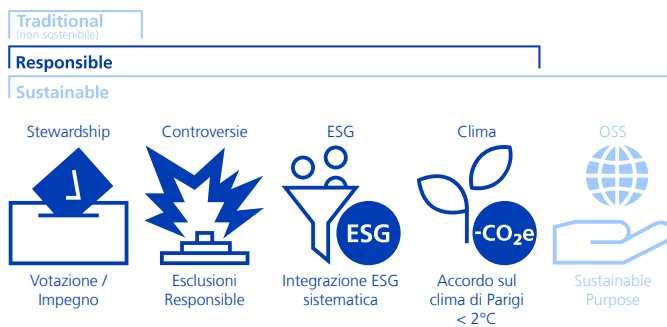 Traditional
(non sostenibile)
Responsible
Sustainable
Stewardship
Controversie
ESG
Clima
OSS
ESG
-CO₂e
Votazione /
Impegno
Esclusioni
Responsible
Integrazione ESG
sistematica
Accordo sul
clima di Parigi
< 2°C
Sustainable
Purpose